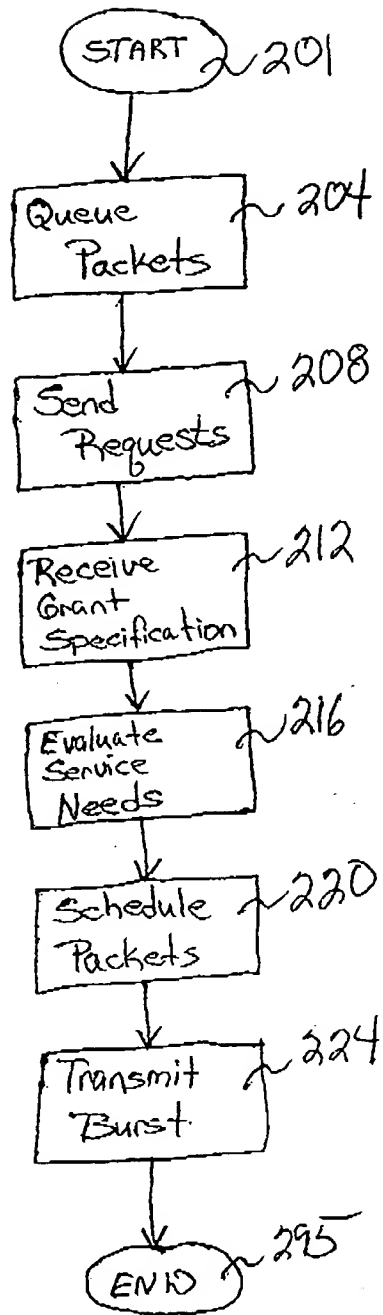 START 201
Queue 204
Packets
Send 208
Requests
Receive 212
Grant
Specification
Evaluate 216
Service
Needs
Schedule 220
Packets
Transmit 224
Burst
END 295